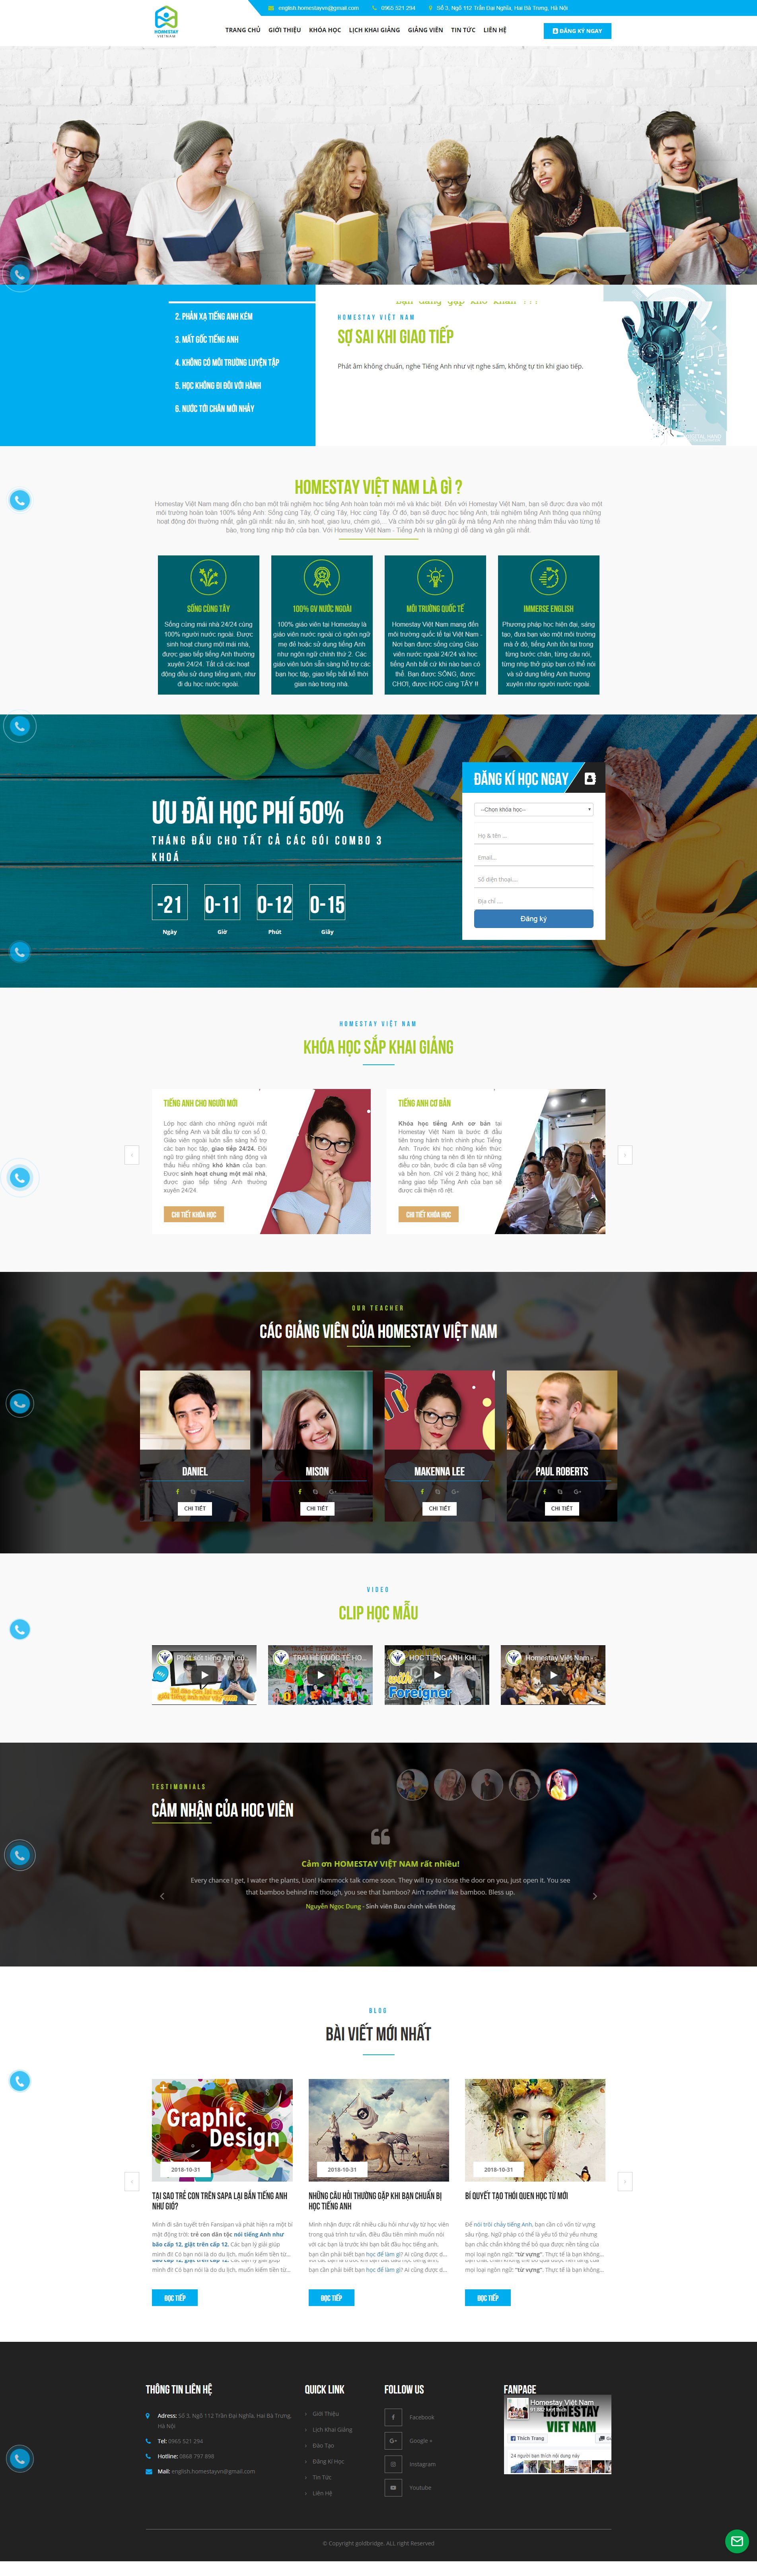 english.homestayvn@gmail.com 0965 521 294 Số 3, Ngõ 112 Trần Đại Nghĩa, Hai Bà Trưng, Hà Nội
HOMESTAY
VIETNAM
TRANG CHỦ GIỚI THIỆU KHÓA HỌC LỊCH KHAI GIẢNG GIẢNG VIÊN TIN TỨC LIÊN HỆ ĐĂNG KÝ NGAY
Bạn đang gặp khó khăn ???
2. PHẢN XẠ TIẾNG ANH KÉM
3. MẤT GỐC TIẾNG ANH
4. KHÔNG CÓ MÔI TRƯỜNG LUYỆN TẬP
5. HỌC KHÔNG ĐI ĐÔI VỚI HÀNH
6. NƯỚC TỚI CHÂN MỚI NHẢY
HOMESTAY VIỆT NAM
SỢ SAI KHI GIAO TIẾP
Phát âm không chuẩn, nghe Tiếng Anh như vịt nghe sấm, không tự tin khi giao tiếp.
HOMESTAY VIỆT NAM LÀ GÌ ?
Homestay Việt Nam mang đến cho bạn một trải nghiệm học tiếng Anh hoàn toàn mới mẻ và khác biệt. Đến với Homestay Việt Nam, bạn sẽ được đưa vào một
môi trường hoàn toàn 100% tiếng Anh: Sống cùng Tây, Ở cùng Tây, Học cùng Tây. Ở đó, bạn sẽ được học tiếng Anh, trải nghiệm tiếng Anh thông qua những
hoạt động đời thường nhất, gần gũi nhất: nấu ăn, sinh hoạt, giao lưu, chém gió,... Và chính bởi sự gần gũi ấy mà tiếng Anh nhẹ nhàng thẩm thấu vào từng tế
bào, trong từng nhịp thở của bạn. Với Homestay Việt Nam - Tiếng Anh là những gì dễ dàng và gần gũi nhất.
SỐNG CÙNG TÂY
Sống cùng mái nhà 24/24 cùng
100% người nước ngoài. Được
sinh hoạt chung một mái nhà,
được giao tiếp tiếng Anh thường
xuyên 24/24. Tất cả các hoạt
động đều sử dụng tiếng anh, như
đi du học nước ngoài.
100% GV NƯỚC NGOÀI
100% giáo viên tại Homestay là
giáo viên nước ngoài có ngôn ngữ
mẹ đẻ hoặc sử dụng tiếng Anh
như ngôn ngữ chính thứ 2. Các
giáo viên luôn sẵn sàng hỗ trợ các
bạn học tập, giao tiếp bất kể thời
gian nào trong nhà.
MÔI TRƯỜNG QUỐC TẾ
Homestay Việt Nam mang đến
môi trường quốc tế tại Việt Nam -
Nơi bạn được sống cùng Giáo
viên nước ngoài 24/24 và học
tiếng Anh bất cứ khi nào bạn có
thể. Bạn được SỐNG, được
CHƠI, được HỌC cùng TÂY !!
IMMERSE ENGLISH
Phương pháp học hiện đại, sáng
tạo, đưa bạn vào một môi trường
mà ở đó, tiếng Anh tồn tại trong
từng bước chân, từng câu nói,
từng nhịp thở giúp bạn có thể nói
và sử dụng tiếng Anh thường
xuyên như người nước ngoài.
ƯU ĐÃI HỌC PHÍ 50%
THÁNG ĐẦU CHO TẤT CẢ CÁC GÓI COMBO 3
KHOÁ
-21 0-11 0-12 0-15
Ngày Giờ Phút Giây
ĐĂNG KÍ HỌC NGAY
--Chọn khóa học--
Họ & tên ...
Email...
Số điện thoại...
Địa chỉ ....
Đăng ký
HOMESTAY VIỆT NAM
KHÓA HỌC SẮP KHAI GIẢNG
TIẾNG ANH CHO NGƯỜI MỚI
Lớp học dành cho những người mất
gốc tiếng Anh và bắt đầu từ con số 0.
Giáo viên ngoài luôn sẵn sàng hỗ trợ
các bạn học tập, giao tiếp 24/24. Đội
ngũ trợ giảng nhiệt tình năng động và
thấu hiểu những khó khăn của bạn.
Được sinh hoạt chung một mái nhà,
được giao tiếp tiếng Anh thường
xuyên 24/24.
CHI TIẾT KHÓA HỌC
TIẾNG ANH CƠ BẢN
Khóa học tiếng Anh cơ bản tại
Homestay Việt Nam là bước đi đầu
tiên trong hành trình chinh phục Tiếng
Anh. Trước khi học những kiến thức
sâu rộng chúng ta nên đi lên từ những
điều cơ bản, bước đi của bạn sẽ vững
và bền hơn. Chỉ với 2 tháng học, khả
năng giao tiếp Tiếng Anh của bạn sẽ
được cải thiện rõ rệt.
CHI TIẾT KHÓA HỌC
OUR TEACHER
CÁC GIẢNG VIÊN CỦA HOMESTAY VIỆT NAM
DANIEL MISON MAKENNA LEE PAUL ROBERTS
CHI TIẾT CHI TIẾT CHI TIẾT CHI TIẾT
VIDEO
CLIP HỌC MẪU
Phát sốt tiếng Anh cù...
TRẠI HÈ QUỐC TẾ HO...
HỌC TIẾNG ANH KHI ...
with
Foreigner
Homestay Việt Nam - ...
TESTIMONIALS
CẢM NHẬN CỦA HỌC VIÊN
Cảm ơn HOMESTAY VIỆT NAM rất nhiều!
Every chance I get, I water the plants, Lion! Hammock talk come soon. They will try to close the door on you, just open it. You see
that bamboo behind me though, you see that bamboo? Ain't nothin' like bamboo. Bless up.
Nguyễn Ngọc Dung - Sinh viên Bưu chính viễn thông
BLOG
BÀI VIẾT MỚI NHẤT
Graphic
Design
2018-10-31 2018-10-31 2018-10-31
TẠI SAO TRẺ CON TRÊN SAPA LẠI BẮN TIẾNG ANH
NHƯ GIÓ?
Mình đi săn tuyết trên Fansipan và phát hiện ra một bí
mật động trời: trẻ con dân tộc nói tiếng Anh như
bão cấp 12, giật trên cấp 12. Các bạn lý giải giúp
mình đi! Có bạn nói là do du lịch, muốn kiếm tiền từ...
ĐỌC TIẾP
NHỮNG CÂU HỎI THƯỜNG GẶP KHI BẠN CHUẨN BỊ
HỌC TIẾNG ANH
Mình nhận được rất nhiều câu hỏi như vậy từ học viên
trong quá trình tư vấn, điều đầu tiên mình muốn nói
với các bạn là trước khi bạn bắt đầu học tiếng anh,
bạn cần phải biết bạn học để làm gì? Ai cũng được d...
ĐỌC TIẾP
BÍ QUYẾT TẠO THÓI QUEN HỌC TỪ MỚI
Để nói trôi chảy tiếng Anh, bạn cần có vốn từ vựng
sâu rộng. Ngữ pháp có thể là yếu tố thứ yếu nhưng
bạn chắc chắn không thể bỏ qua được nền tảng của
mọi loại ngôn ngữ: "từ vựng". Thực tế là bạn không...
ĐỌC TIẾP
THÔNG TIN LIÊN HỆ
Adress: Số 3, Ngõ 112 Trần Đại Nghĩa, Hai Bà Trưng,
Hà Nội
Tel: 0965 521 294
Hotline: 0868 797 898
Mail: english.homestayvn@gmail.com
QUICK LINK
Giới Thiệu
Lịch Khai Giảng
Đào Tạo
Đăng Kí Học
Tin Tức
Liên Hệ
FOLLOW US
Facebook
Google +
Instagram
Youtube
FANPAGE
Homestay Việt Nam
VIET NAM
Thích Trang
24 người bạn thích nội dung này
© Copyright goldbridge. ALL right Reserved